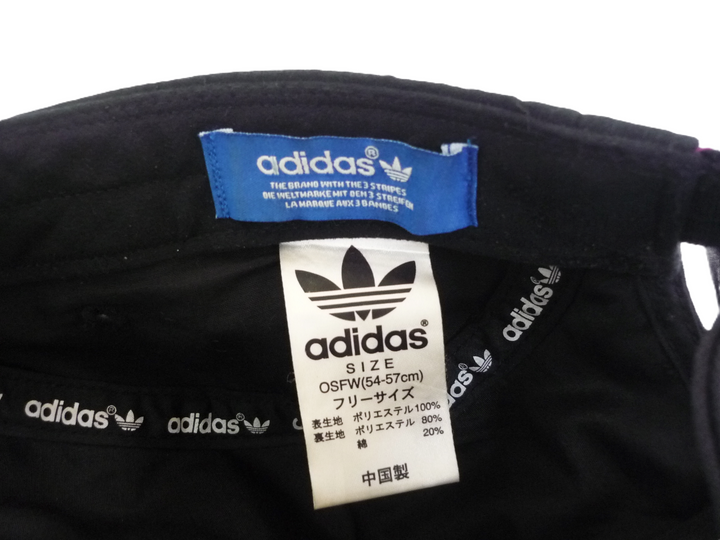 adidas®
THE BRAND WITH THE 3 STRIPES
DIE WELTMARKE MIT DEN 3 STREIFEN
LA MARQUE AUX 3 BANDES
adidas®
SIZE
OSFW(54-57cm)
フリーサイズ
表生地 ポリエステル100%
裏生地 ポリエステル 80%
綿 20%
中国製
adidas®
adidas®
adidas
adidas